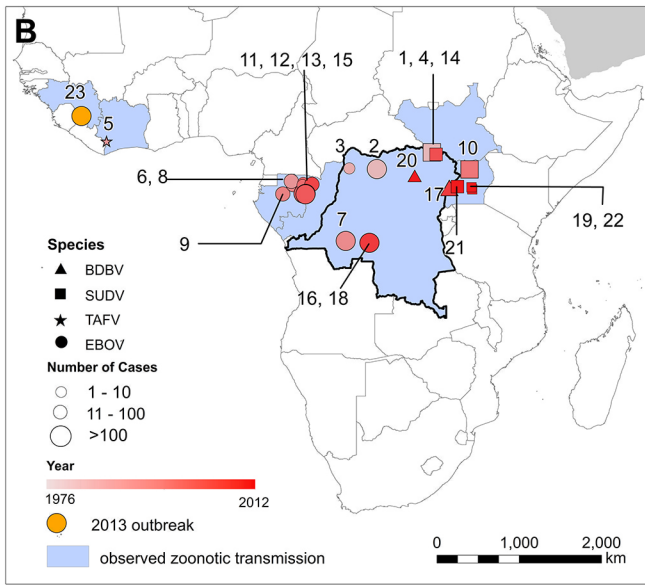 B
11, 12, 13, 15
1, 4, 14
23
5
3
2
20
10
6, 8
17
9
7
21
19, 22
16, 18
Species
BDBV
SUDV
TAFV
EBOV
Number of Cases
1 - 10
11 - 100
>100
Year
1976
2012
2013 outbreak
observed zoonotic transmission
0
1,000
2,000
km